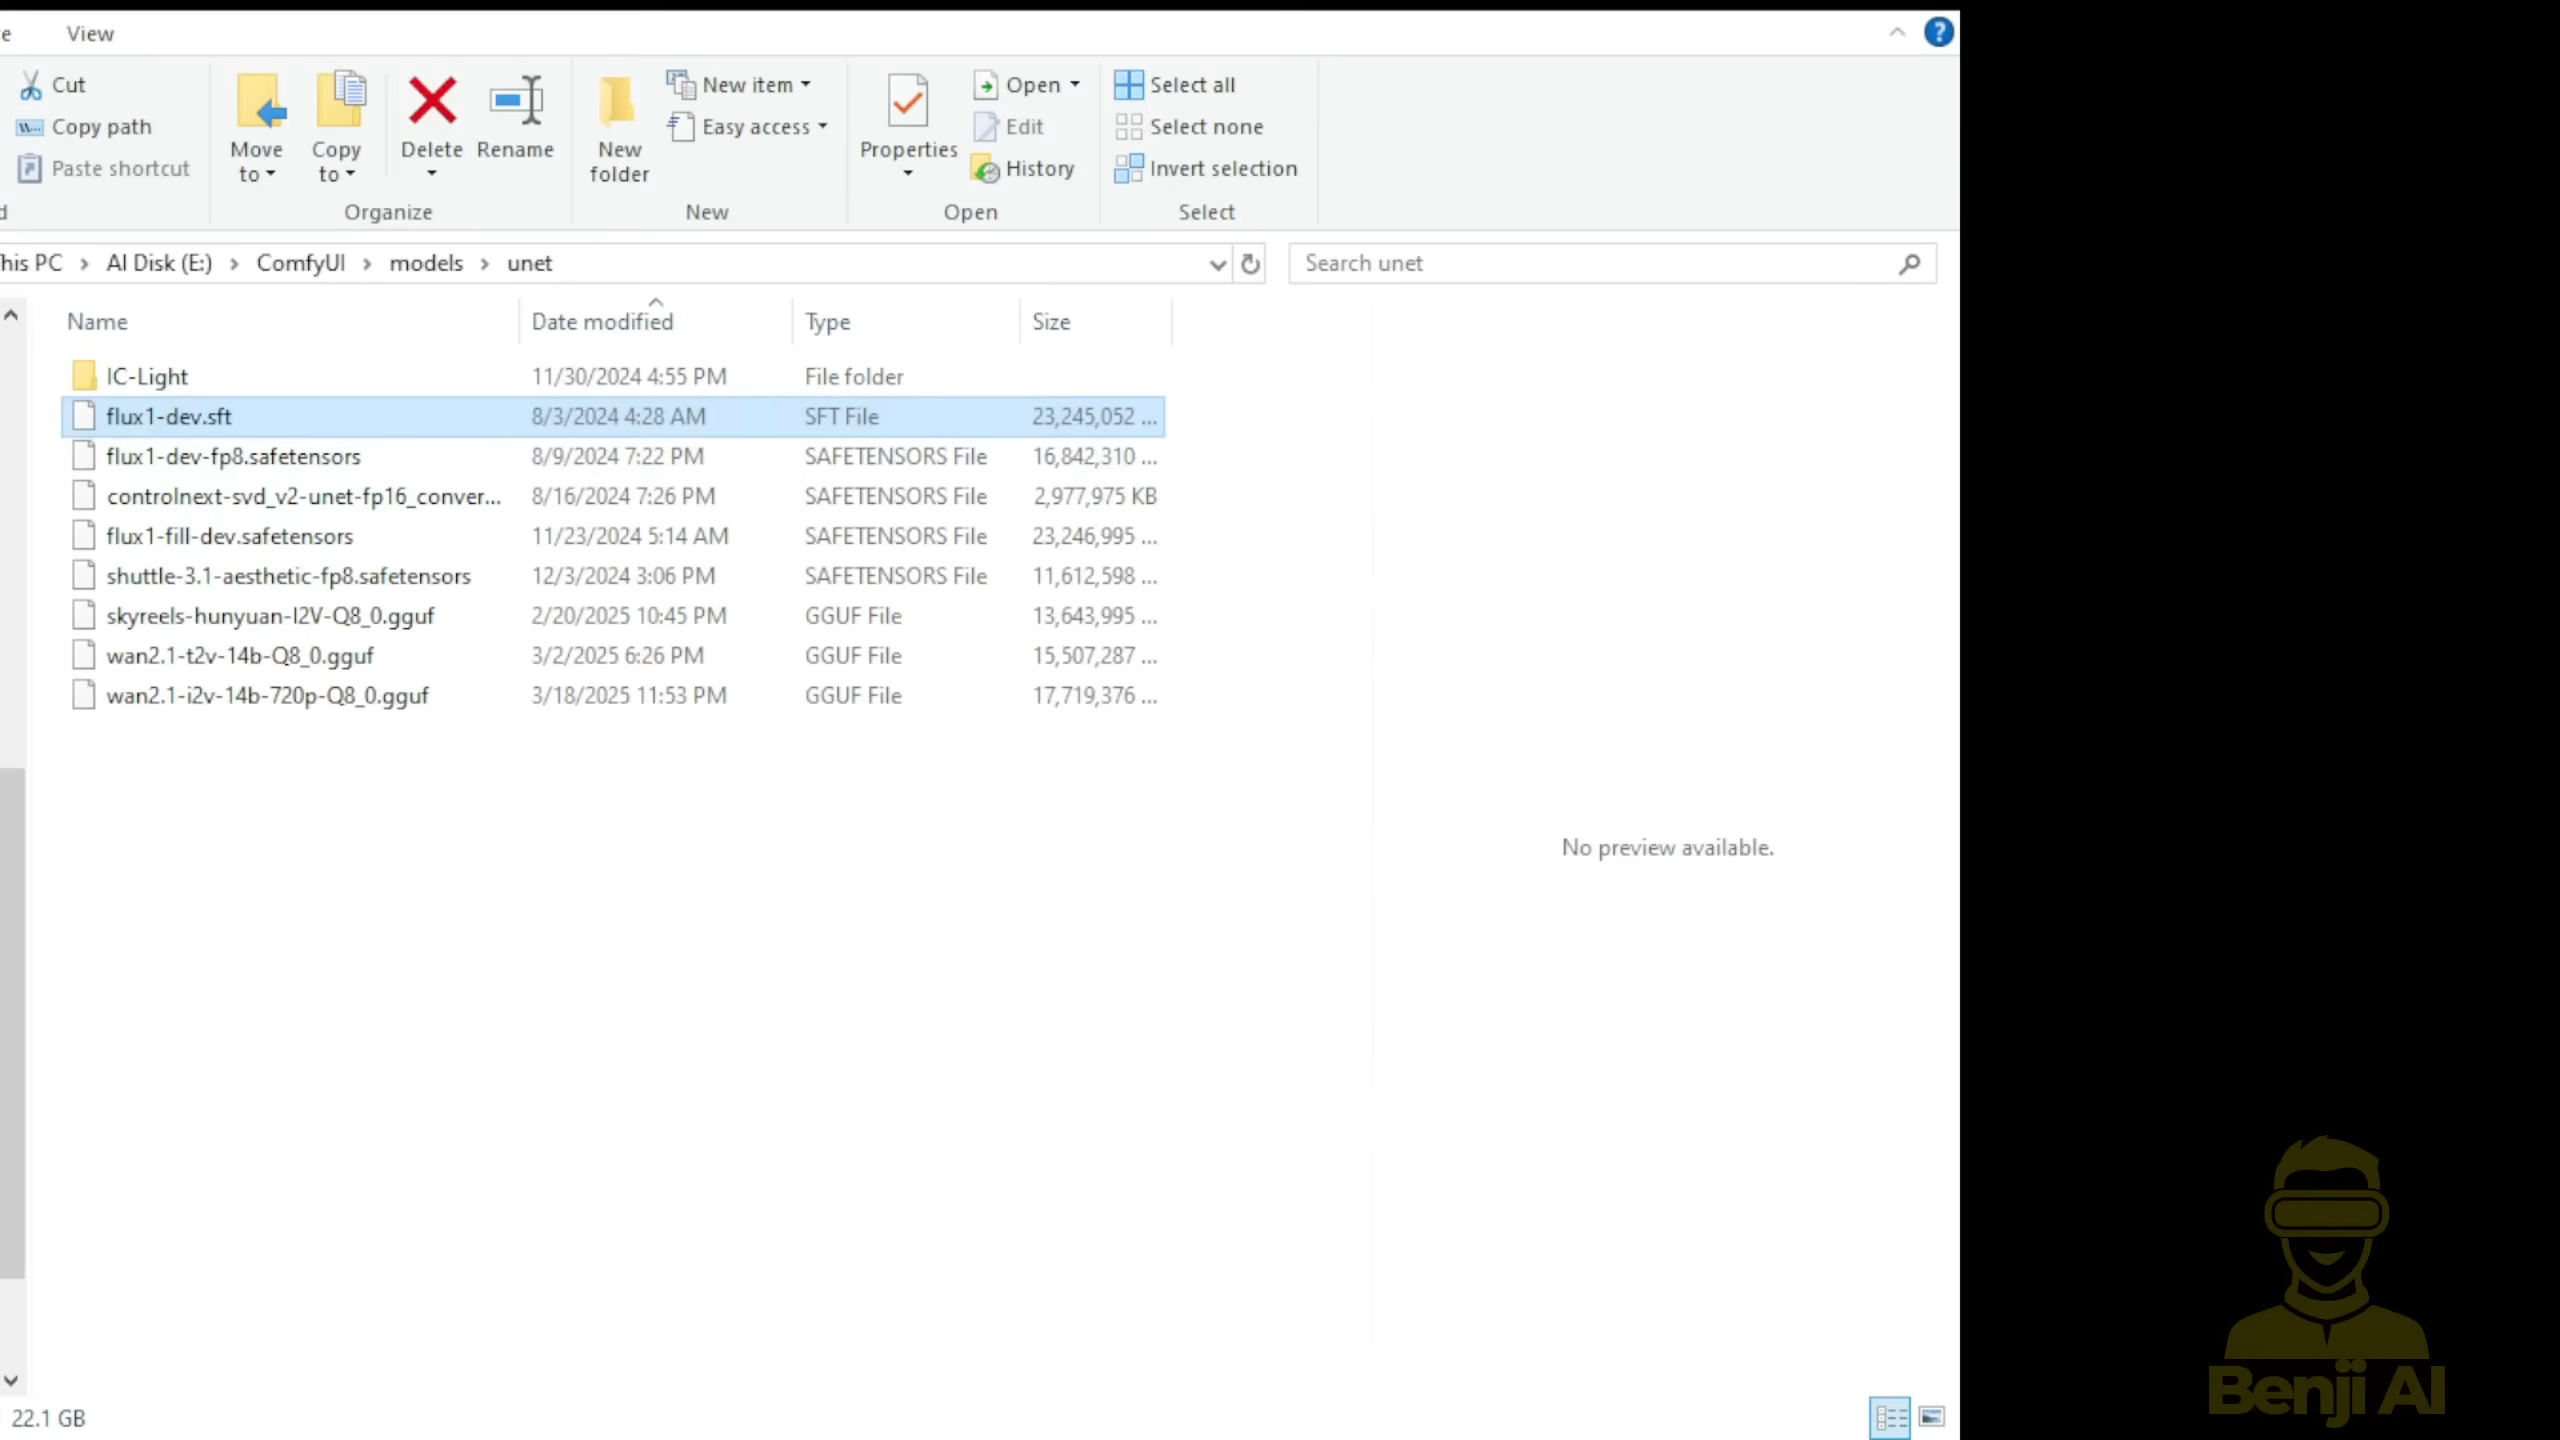 View
Cut
Copy path
Paste shortcut
Move to
Copy to
Delete
Rename
Organize
New folder
New item
Easy access
New
Properties
Open
Edit
History
Open
Select all
Select none
Invert selection
Select
AI Disk (E:) > ComfyUI > models > unet
Search unet
Name Date modified Type Size
IC-Light 11/30/2024 4:55 PM File folder
flux1-dev.sft 8/3/2024 4:28 AM SFT File 23,245,052 ...
flux1-dev-fp8.safetensors 8/9/2024 7:22 PM SAFETENSORS File 16,842,310 ...
controlnext-svd_v2-unet-fp16_conver... 8/16/2024 7:26 PM SAFETENSORS File 2,977,975 KB
flux1-fill-dev.safetensors 11/23/2024 5:14 AM SAFETENSORS File 23,246,995 ...
shuttle-3.1-aesthetic-fp8.safetensors 12/3/2024 3:06 PM SAFETENSORS File 11,612,598 ...
skyreels-hunyuan-I2V-Q8_0.gguf 2/20/2025 10:45 PM GGUF File 13,643,995 ...
wan2.1-t2v-14b-Q8_0.gguf 3/2/2025 6:26 PM GGUF File 15,507,287 ...
wan2.1-i2v-14b-720p-Q8_0.gguf 3/18/2025 11:53 PM GGUF File 17,719,376 ...
No preview available.
22.1 GB
Benji AI